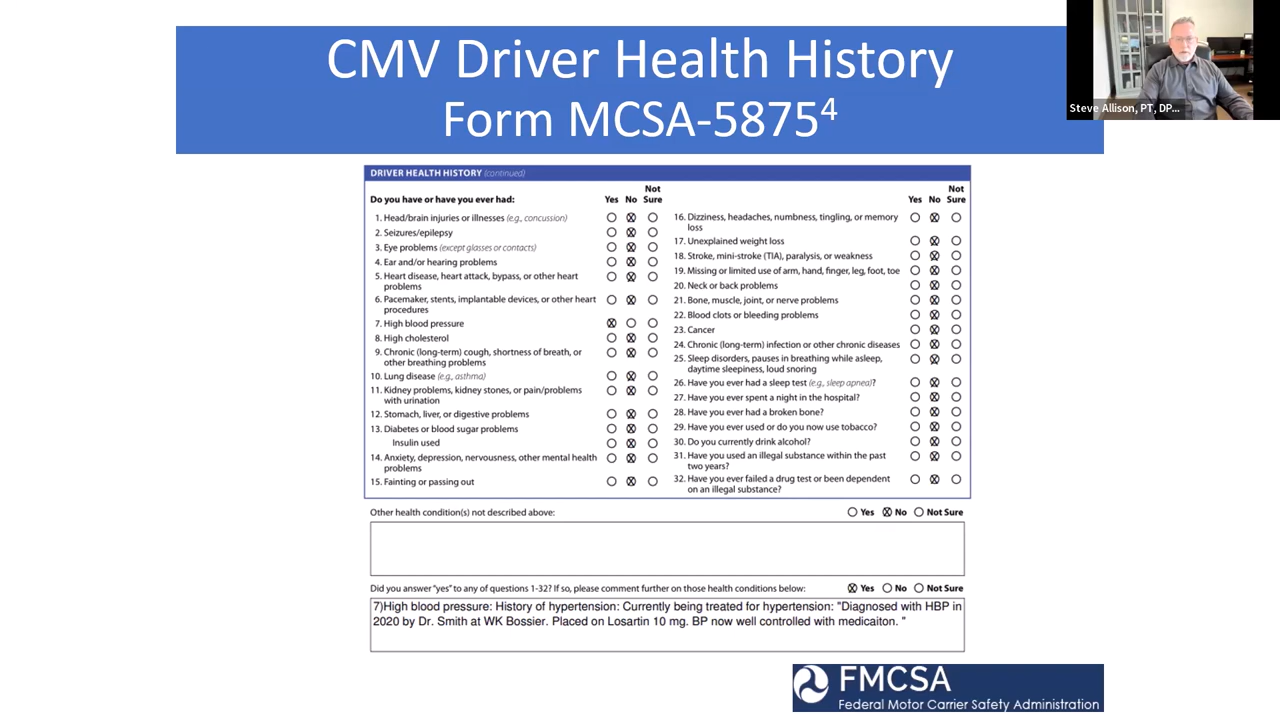 CMV Driver Health History
Form MCSA-5875⁴
Steve Allison, PT, DP...
DRIVER HEALTH HISTORY (continued)
Do you have or have you ever had:
Yes No Not Sure
1. Head/brain injuries or illnesses (e.g., concussion)
2. Seizures/epilepsy
3. Eye problems (except glasses or contacts)
4. Ear and/or hearing problems
5. Heart disease, heart attack, bypass, or other heart
problems
6. Pacemaker, stents, implantable devices, or other heart
procedures
7. High blood pressure
8. High cholesterol
9. Chronic (long-term) cough, shortness of breath, or
other breathing problems
10. Lung disease (e.g., asthma)
11. Kidney problems, kidney stones, or pain/problems
with urination
12. Stomach, liver, or digestive problems
13. Diabetes or blood sugar problems
Insulin used
14. Anxiety, depression, nervousness, other mental health
problems
15. Fainting or passing out
Yes No Not Sure
16. Dizziness, headaches, numbness, tingling, or memory
loss
17. Unexplained weight loss
18. Stroke, mini-stroke (TIA), paralysis, or weakness
19. Missing or limited use of arm, hand, finger, leg, foot, toe
20. Neck or back problems
21. Bone, muscle, joint, or nerve problems
22. Blood clots or bleeding problems
23. Cancer
24. Chronic (long-term) infection or other chronic diseases
25. Sleep disorders, pauses in breathing while asleep,
daytime sleepiness, loud snoring
26. Have you ever had a sleep test (e.g., sleep apnea)?
27. Have you ever spent a night in the hospital?
28. Have you ever had a broken bone?
29. Have you ever used or do you now use tobacco?
30. Do you currently drink alcohol?
31. Have you used an illegal substance within the past
two years?
32. Have you ever failed a drug test or been dependent
on an illegal substance?
Other health condition(s) not described above: Yes No Not Sure
Did you answer "yes" to any of questions 1-32? If so, please comment further on those health conditions below: Yes No Not Sure
7)High blood pressure: History of hypertension: Currently being treated for hypertension: "Diagnosed with HBP in
2020 by Dr. Smith at WK Bossier. Placed on Losartin 10 mg. BP now well controlled with medicaiton. "
FMCSA
Federal Motor Carrier Safety Administration